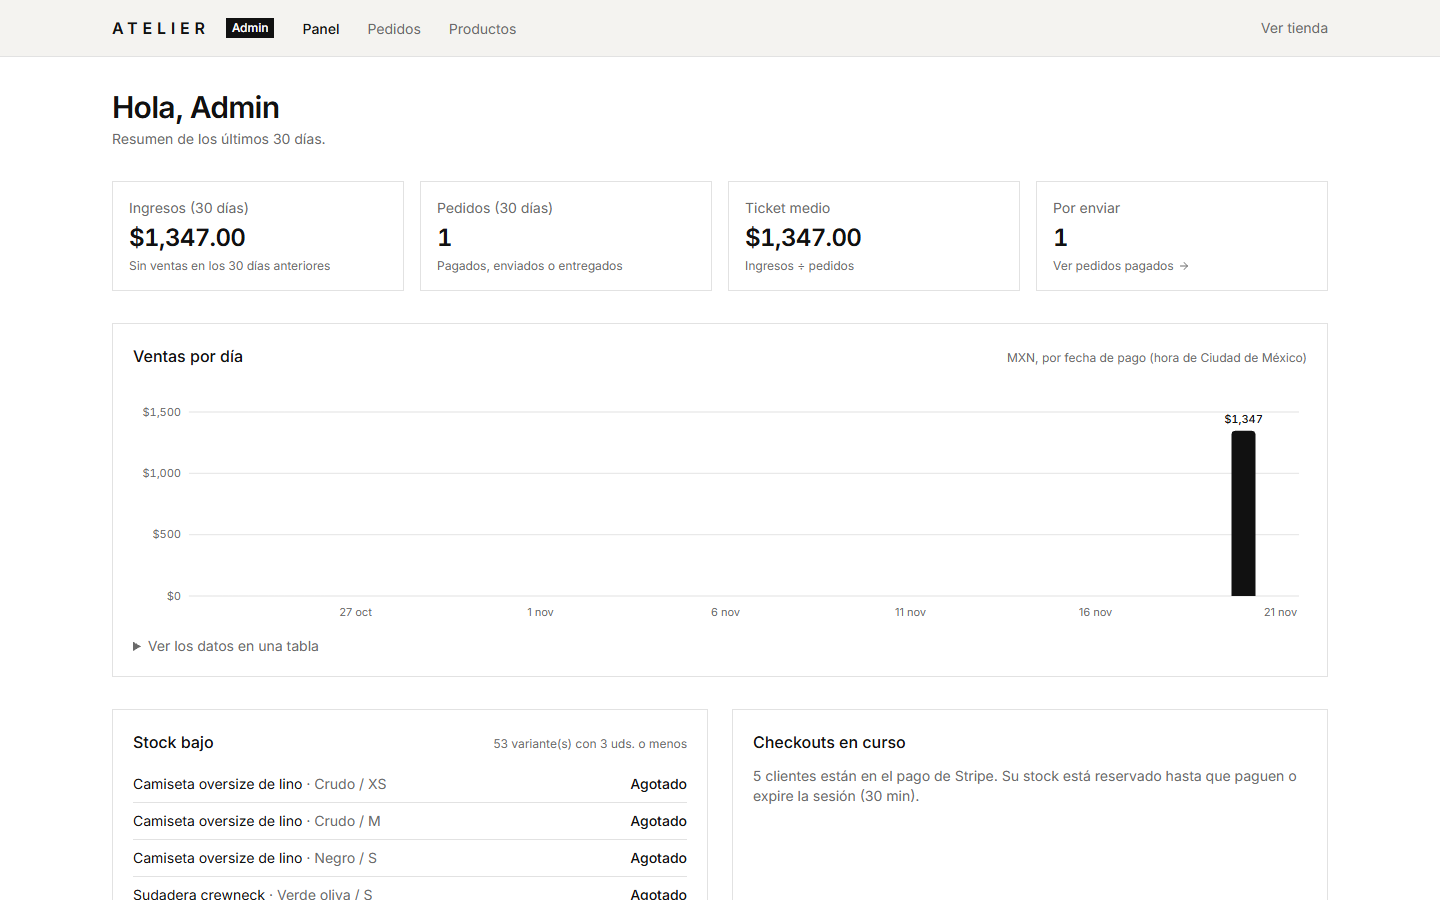 ATELIER Admin Panel Pedidos Productos Ver tienda
Hola, Admin
Resumen de los últimos 30 días.
Ingresos (30 días)
$1,347.00
Sin ventas en los 30 días anteriores
Pedidos (30 días)
1
Pagados, enviados o entregados
Ticket medio
$1,347.00
Ingresos ÷ pedidos
Por enviar
1
Ver pedidos pagados →
Ventas por día
MXN, por fecha de pago (hora de Ciudad de México)
$1,500
$1,347
$1,000
$500
$0
27 oct 1 nov 6 nov 11 nov 16 nov 21 nov
Ver los datos en una tabla
Stock bajo
53 variante(s) con 3 uds. o menos
Camiseta oversize de lino · Crudo / XS Agotado
Camiseta oversize de lino · Crudo / M Agotado
Camiseta oversize de lino · Negro / S Agotado
Sudadera crewneck · Verde oliva / S Agotado
Checkouts en curso
5 clientes están en el pago de Stripe. Su stock está reservado hasta que paguen o
expire la sesión (30 min).